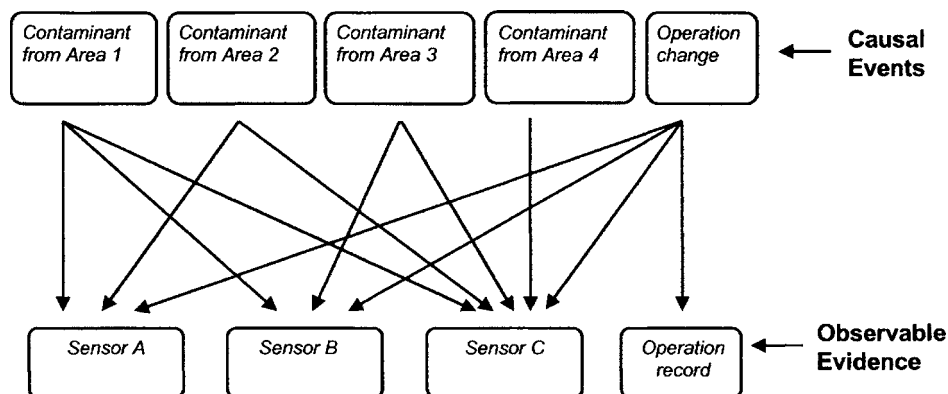 Contaminant
from Area 1
Contaminant
from Area 2
Contaminant
from Area 3
Contaminant
from Area 4
Operation
change
Causal
Events
Sensor A
Sensor B
Sensor C
Operation
record
Observable
Evidence